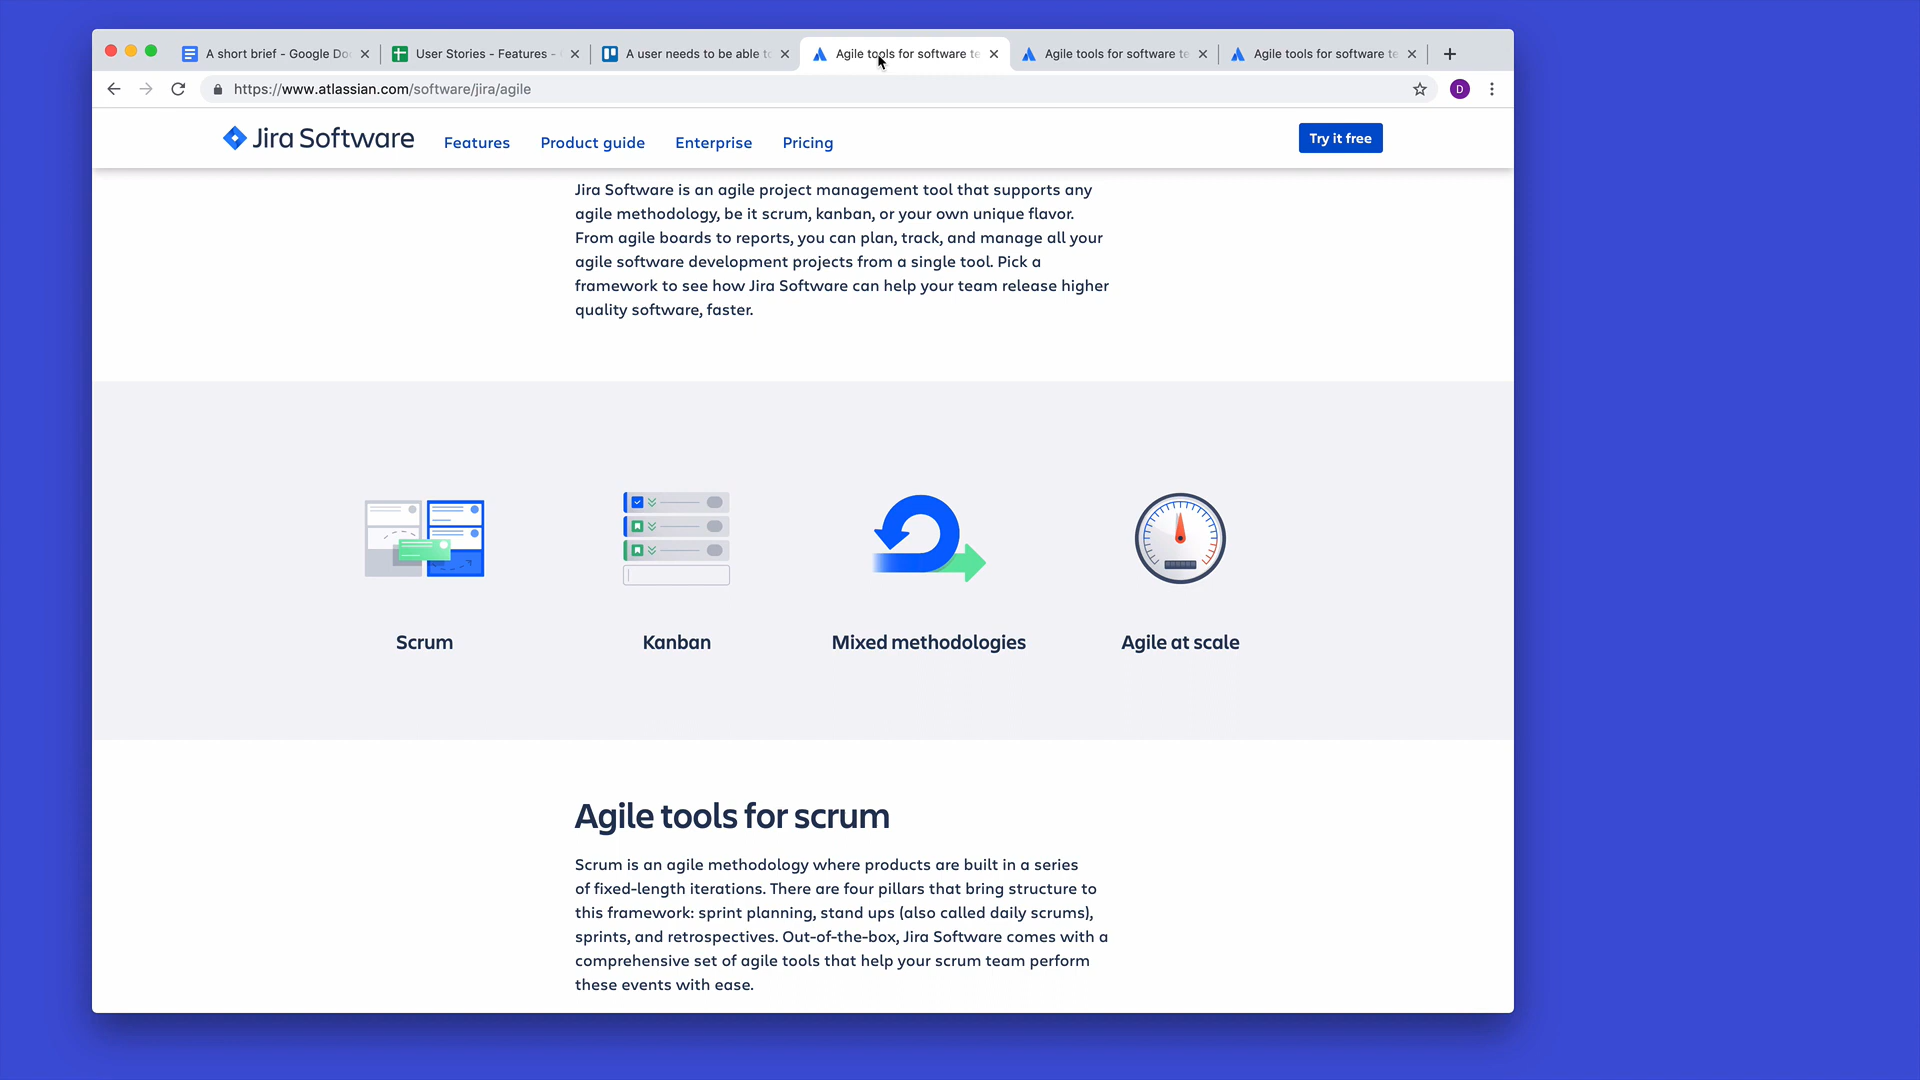 A short brief - Google Do
User Stories - Features -
A user needs to be able to
Agile tools for software te
Agile tools for software te
Agile tools for software te
https://www.atlassian.com/software/jira/agile
D
Jira Software
Features
Product guide
Enterprise
Pricing
Try it free
Jira Software is an agile project management tool that supports any
agile methodology, be it scrum, kanban, or your own unique flavor.
From agile boards to reports, you can plan, track, and manage all your
agile software development projects from a single tool. Pick a
framework to see how Jira Software can help your team release higher
quality software, faster.
Scrum
Kanban
Mixed methodologies
Agile at scale
Agile tools for scrum
Scrum is an agile methodology where products are built in a series
of fixed-length iterations. There are four pillars that bring structure to
this framework: sprint planning, stand ups (also called daily scrums),
sprints, and retrospectives. Out-of-the-box, Jira Software comes with a
comprehensive set of agile tools that help your scrum team perform
these events with ease.